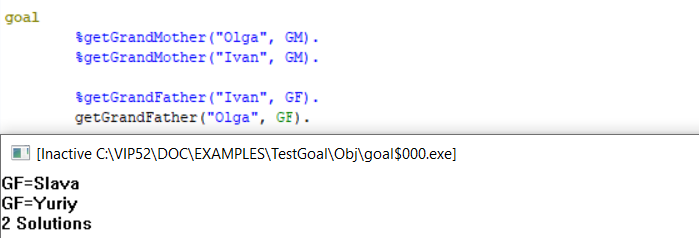 goal
%getGrandMother("Olga", GM).
%getGrandMother("Ivan", GM).
%getGrandFather("Ivan", GF).
getGrandFather("Olga", GF).
[Inactive C:\VIP52\DOC\EXAMPLES\TestGoal\Obj\goal$000.exe]
GF=Slava
GF=Yuriy
2 Solutions